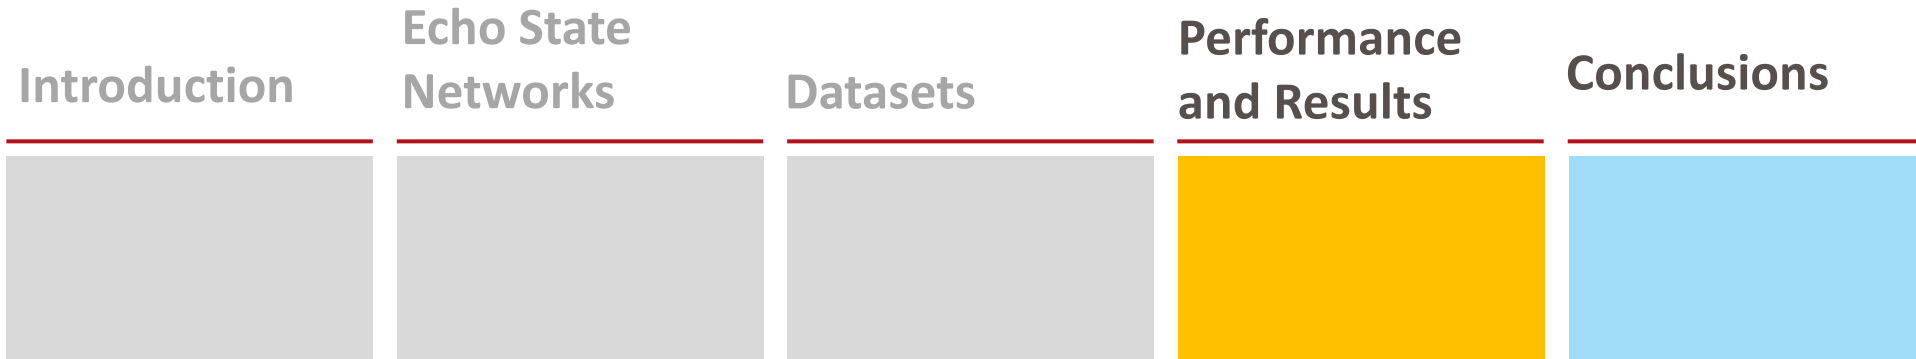 Introduction
Echo State
Networks
Datasets
Performance
and Results
Conclusions